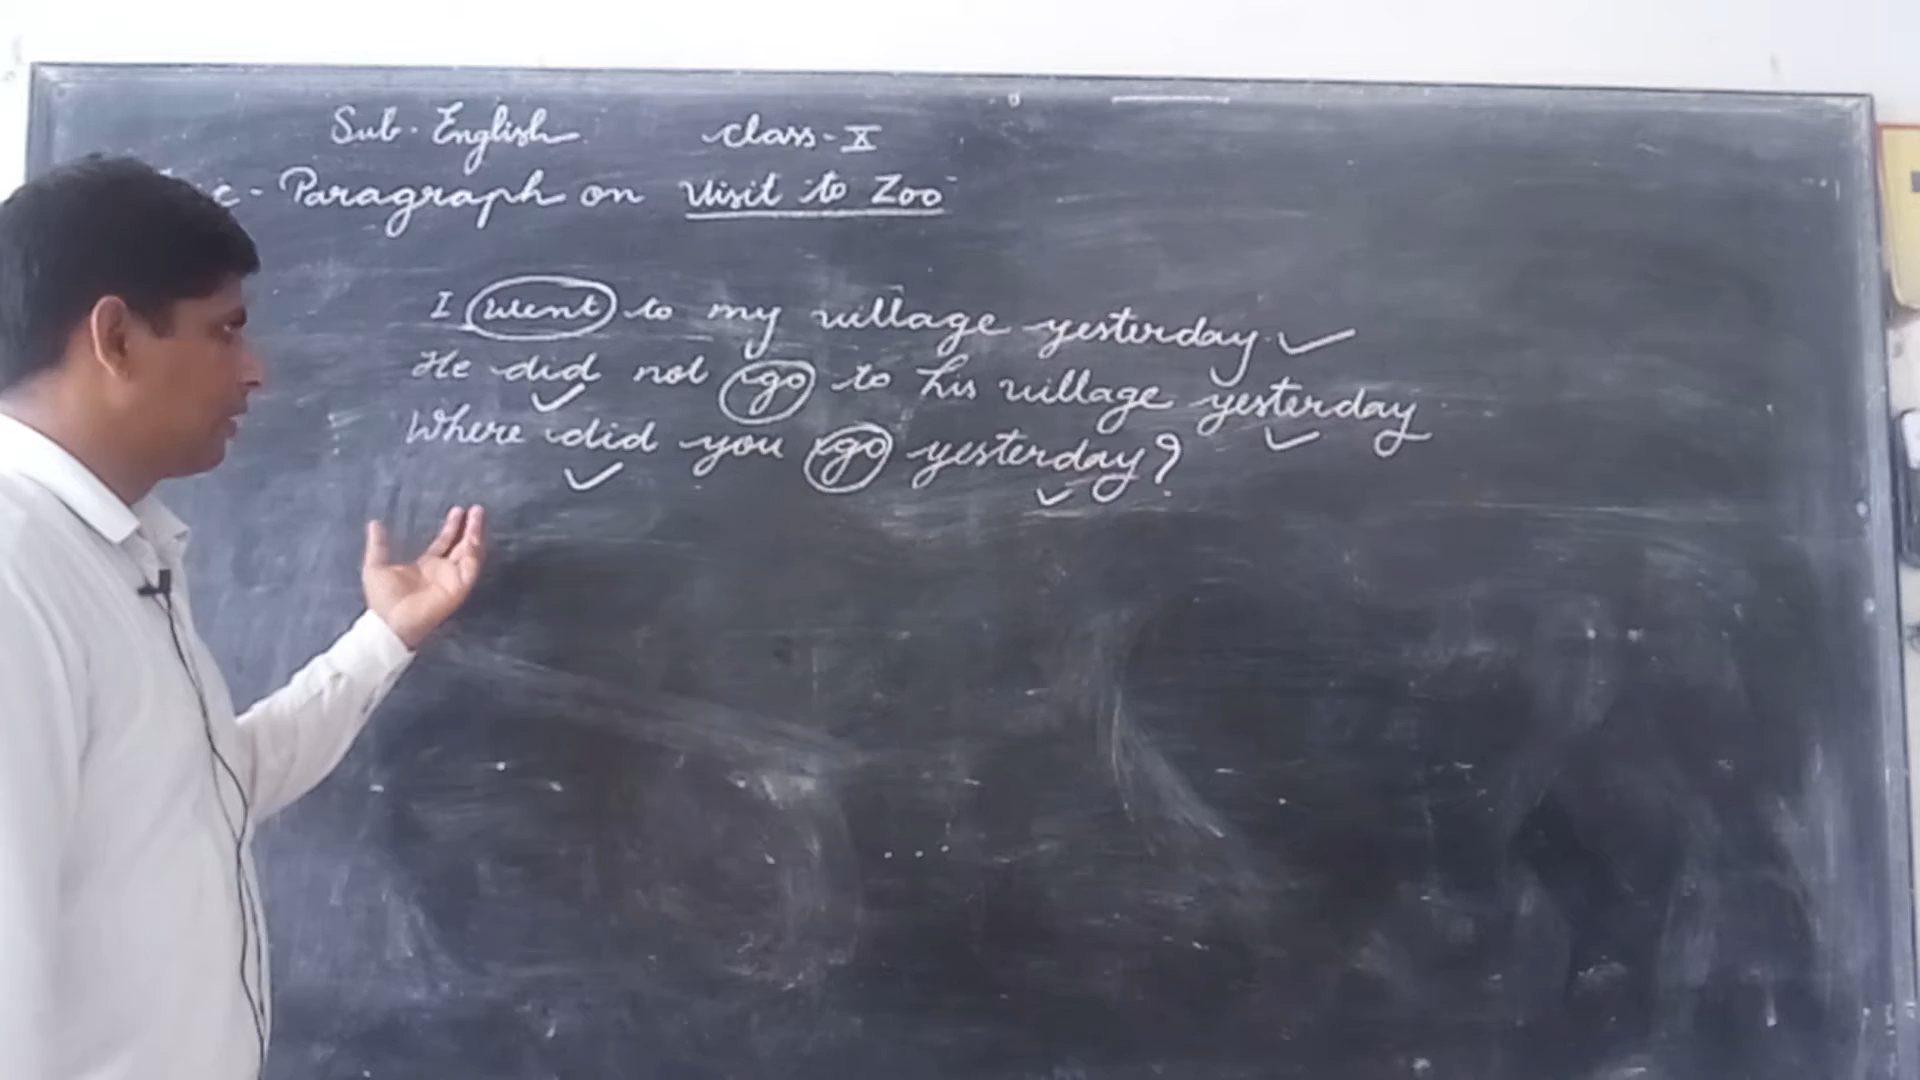 Sub. English class-X
- Paragraph on Visit to Zoo
I went to my village yesterday.
He did not go to his village yesterday
Where did you go yesterday?